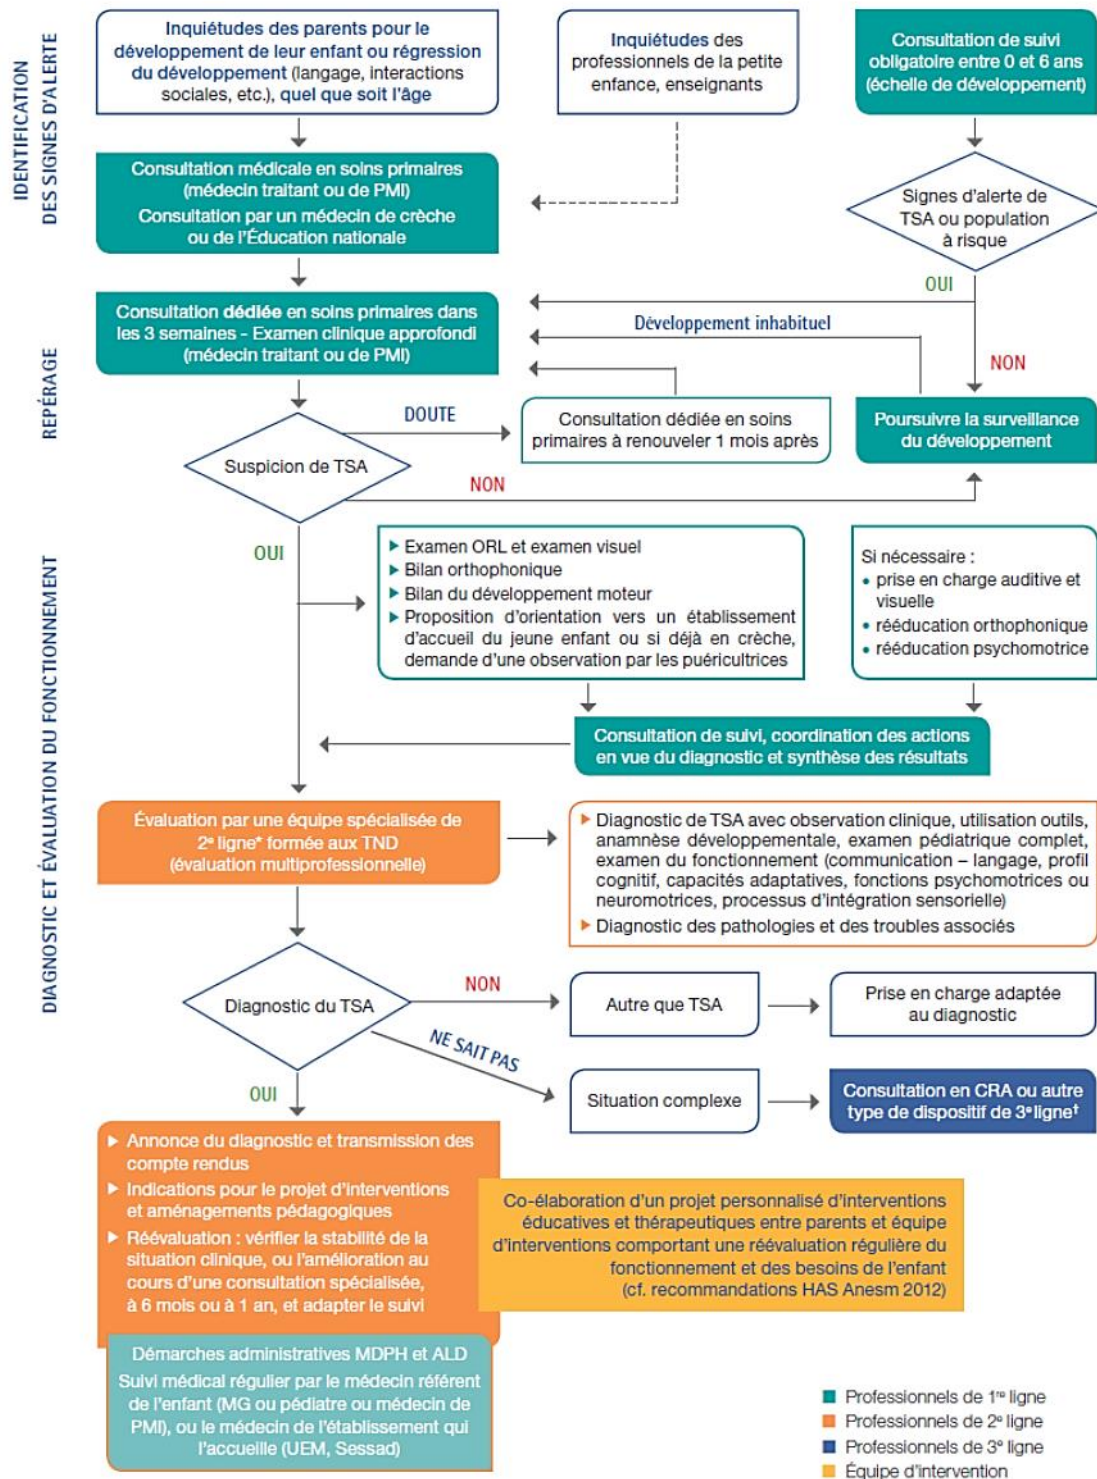 IDENTIFICATION
DES SIGNES D'ALERTE
Inquiétudes des parents pour le
développement de leur enfant ou régression
du développement (langage, interactions
sociales, etc.), quel que soit l'âge
Inquiétudes des
professionnels de la petite
enfance, enseignants
Consultation de suivi
obligatoire entre 0 et 6 ans
(échelle de développement)
Consultation médicale en soins primaires
(médecin traitant ou de PMI)
Consultation par un médecin de crèche
ou de l'Éducation nationale
Signes d'alerte de
TSA ou population
à risque
OUI
NON
REPÉRAGE
Consultation dédiée en soins primaires dans
les 3 semaines - Examen clinique approfondi
(médecin traitant ou de PMI)
Développement inhabituel
DOUTE
Consultation dédiée en soins
primaires à renouveler 1 mois après
Poursuivre la surveillance
du développement
Suspicion de TSA
NON
OUI
DIAGNOSTIC ET ÉVALUATION DU FONCTIONNEMENT
▶ Examen ORL et examen visuel
▶ Bilan orthophonique
▶ Bilan du développement moteur
▶ Proposition d'orientation vers un établissement
d'accueil du jeune enfant ou si déjà en crèche,
demande d'une observation par les puéricultrices
Si nécessaire :
• prise en charge auditive et
visuelle
• rééducation orthophonique
• rééducation psychomotrice
Consultation de suivi, coordination des actions
en vue du diagnostic et synthèse des résultats
Évaluation par une équipe spécialisée de
2e ligne* formée aux TND
(évaluation multiprofessionnelle)
▶ Diagnostic de TSA avec observation clinique, utilisation outils,
anamnèse développementale, examen pédiatrique complet,
examen du fonctionnement (communication – langage, profil
cognitif, capacités adaptatives, fonctions psychomotrices ou
neuromotrices, processus d'intégration sensorielle)
▶ Diagnostic des pathologies et des troubles associés
Diagnostic du TSA
NON
Autre que TSA
Prise en charge adaptée
au diagnostic
NE SAIT PAS
Situation complexe
Consultation en CRA ou autre
type de dispositif de 3e ligne†
OUI
▶ Annonce du diagnostic et transmission des
compte rendus
▶ Indications pour le projet d'interventions
et aménagements pédagogiques
▶ Réévaluation : vérifier la stabilité de la
situation clinique, ou l'amélioration au
cours d'une consultation spécialisée,
à 6 mois ou à 1 an, et adapter le suivi
Co-élaboration d'un projet personnalisé d'interventions
éducatives et thérapeutiques entre parents et équipe
d'interventions comportant une réévaluation régulière du
fonctionnement et des besoins de l'enfant
(cf. recommandations HAS Anesm 2012)
Démarches administratives MDPH et ALD
Suivi médical régulier par le médecin référent
de l'enfant (MG ou pédiatre ou médecin de
PMI), ou le médecin de l'établissement qui
l'accueille (UEM, Sessad)
Professionnels de 1re ligne
Professionnels de 2e ligne
Professionnels de 3e ligne
Équipe d'intervention